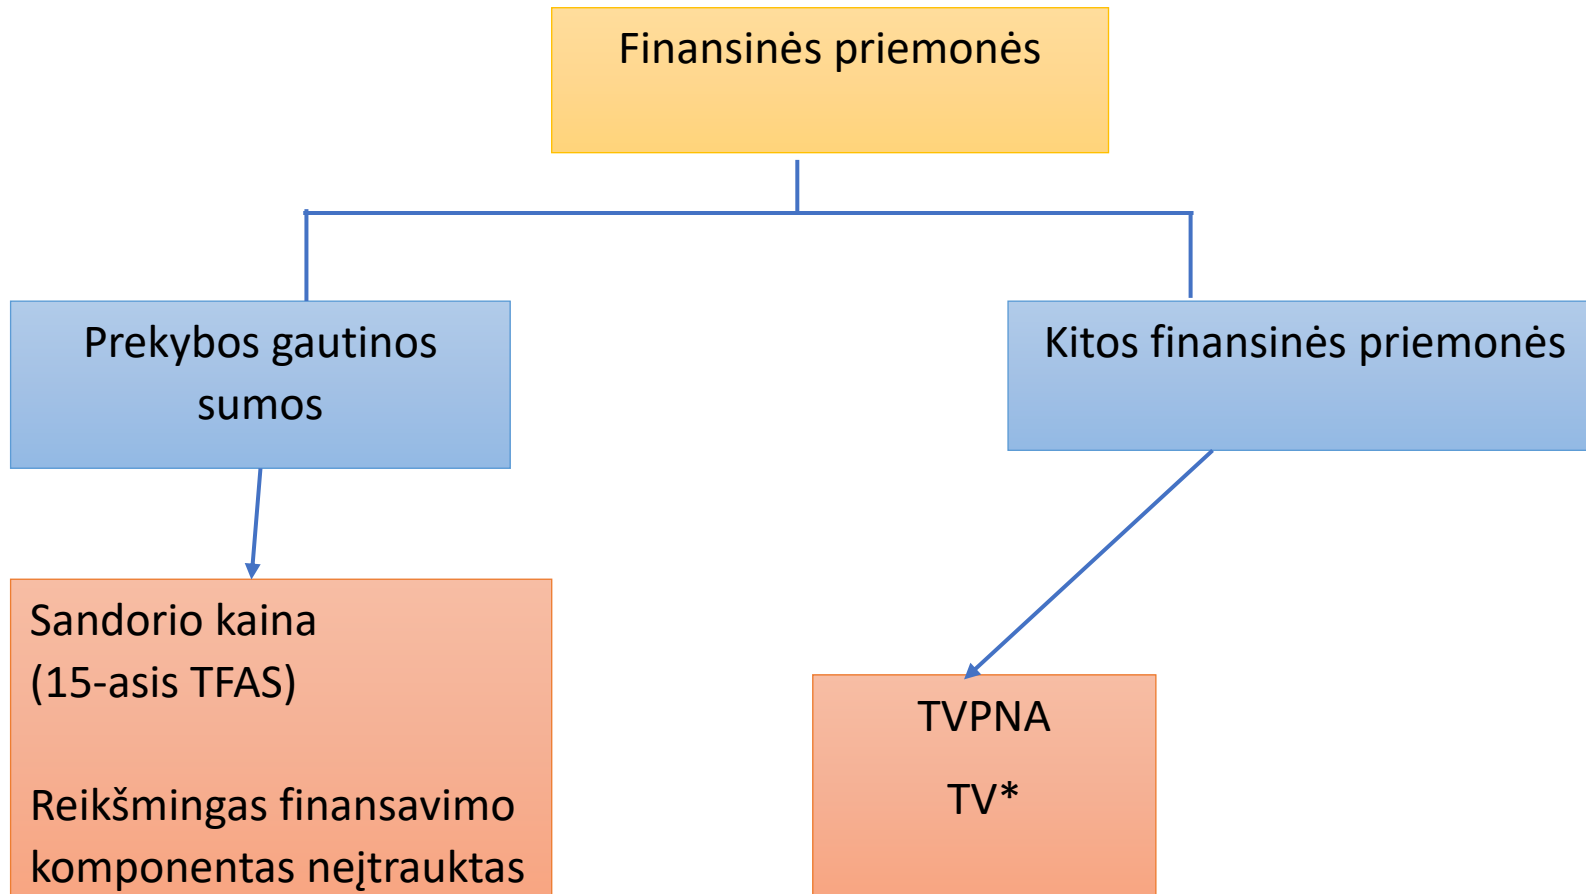 Finansinės priemonės
Prekybos gautinos
sumos
Kitos finansinės priemonės
Sandorio kaina
(15-asis TFAS)
Reikšmingas finansavimo
komponentas neįtrauktas
TVPNA
TV*